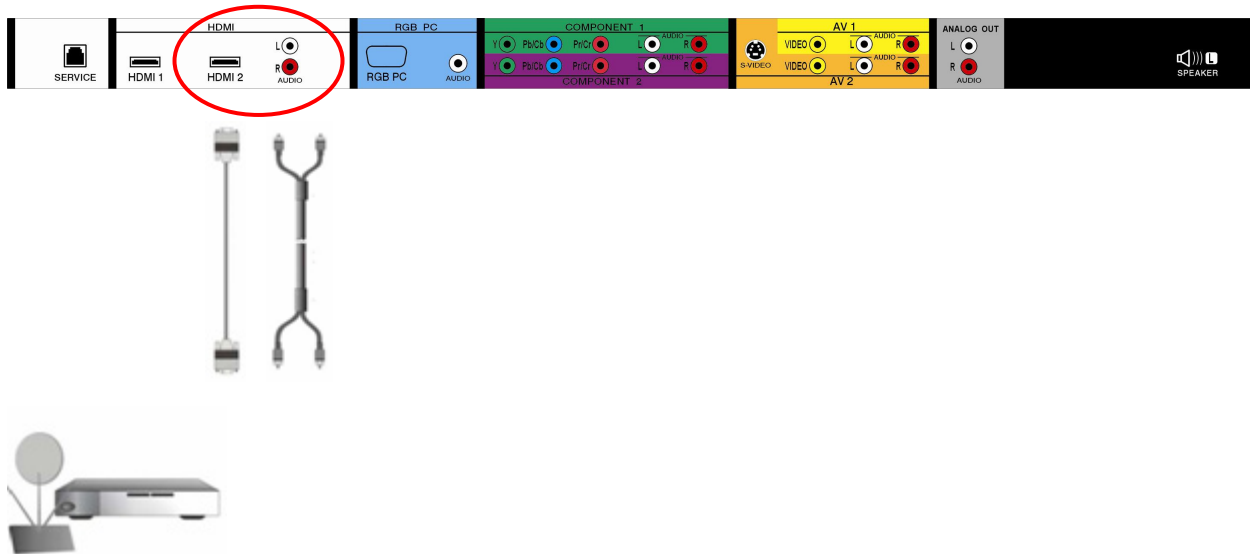 SERVICE
HDMI
HDMI 1
HDMI 2
L
R
AUDIO
RGB PC
RGB PC
AUDIO
COMPONENT 1
Y Pb/Cb Pr/Cr L AUDIO R
Y Pb/Cb Pr/Cr L AUDIO R
COMPONENT 2
S-VIDEO
AV 1
VIDEO L AUDIO R
VIDEO L AUDIO R
AV 2
ANALOG OUT
L
R
AUDIO
L
SPEAKER